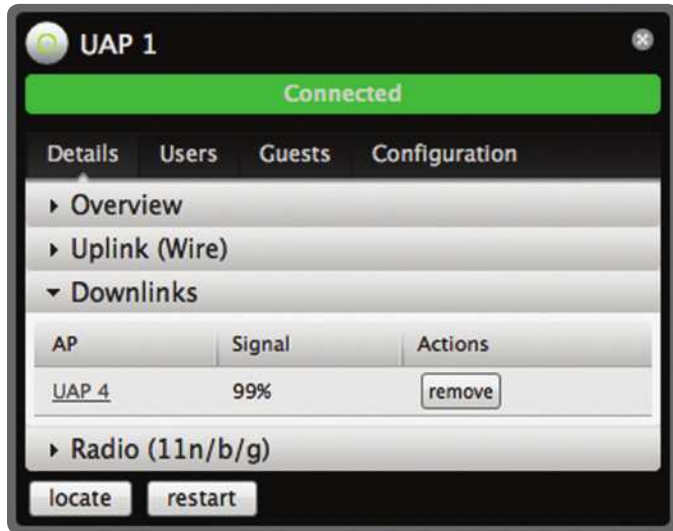 UAP 1
Connected
Details Users Guests Configuration
Overview
Uplink (Wire)
Downlinks
AP Signal Actions
UAP 4 99% remove
Radio (11n/b/g)
locate restart